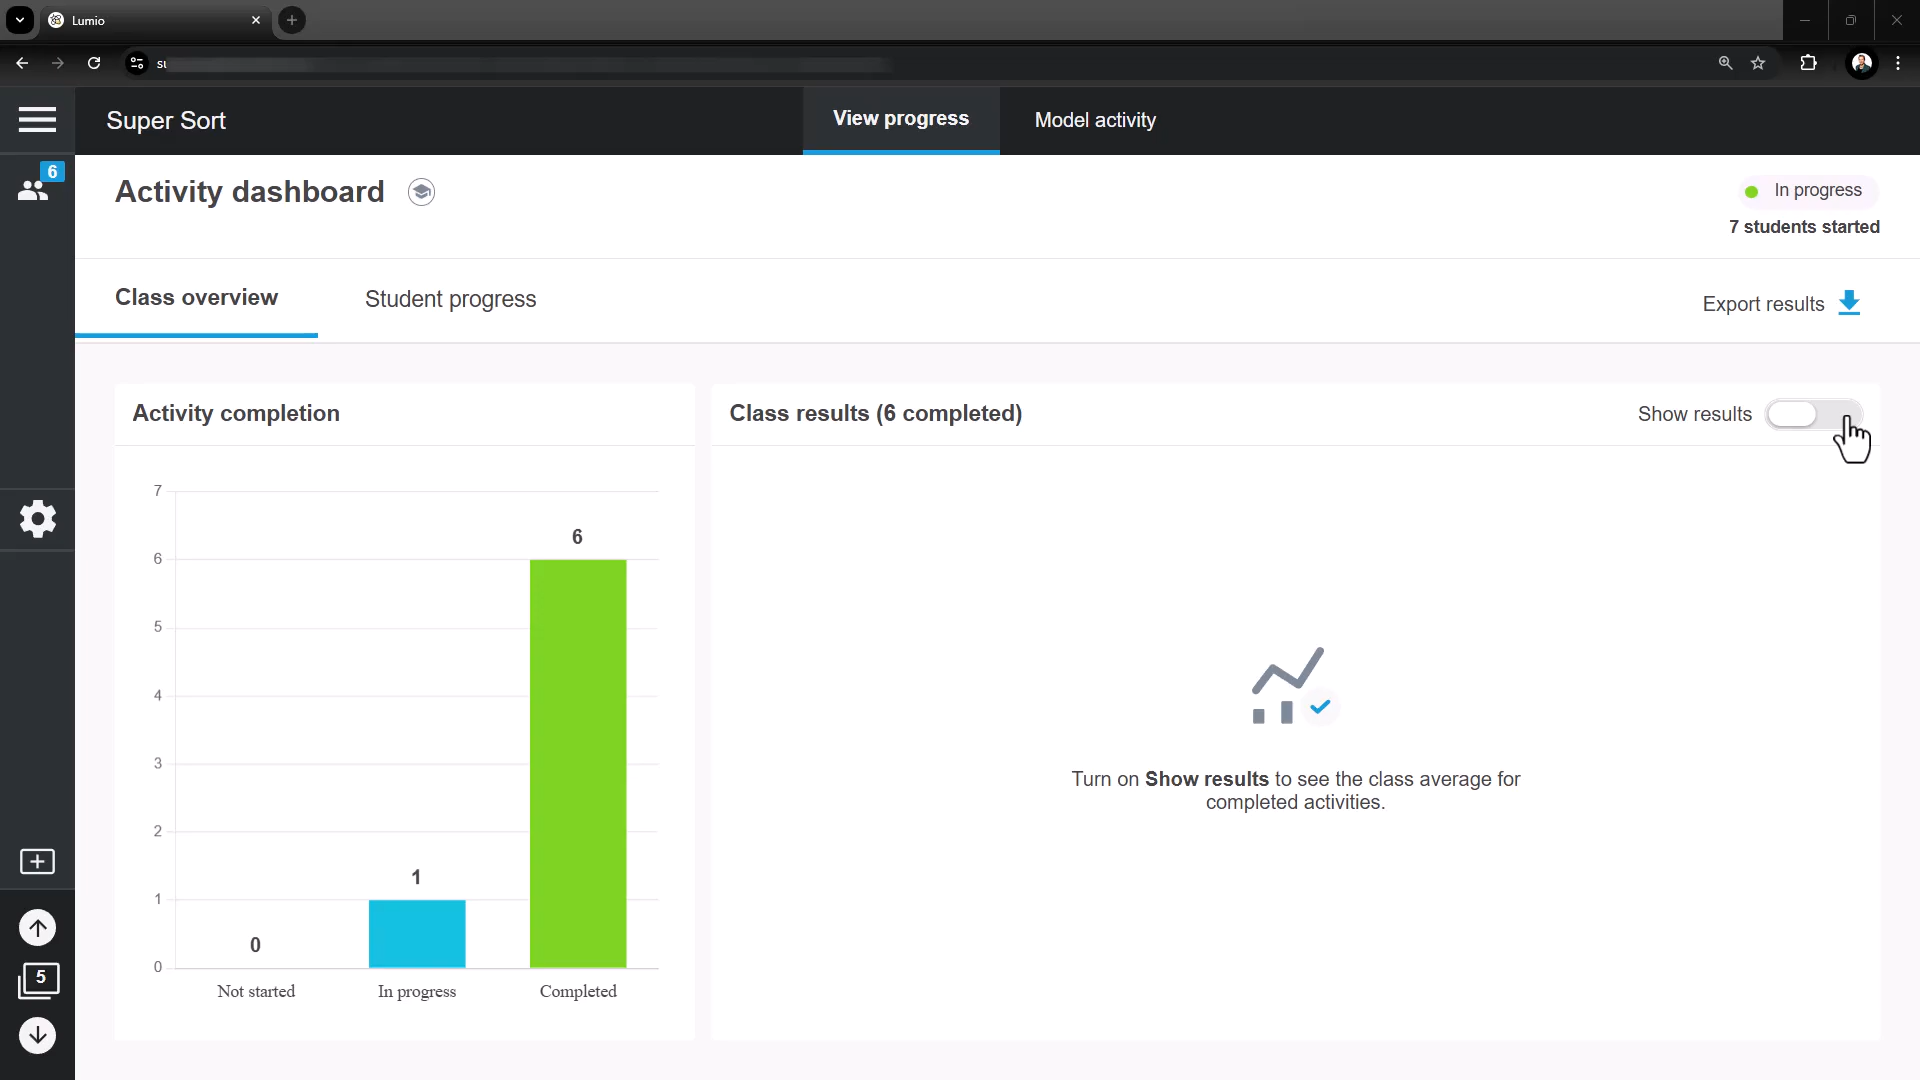 Lumio
Super Sort
View progress
Model activity
6
Activity dashboard
In progress
7 students started
Class overview
Student progress
Export results
Activity completion
Class results (6 completed)
Show results
7
6
5
4
3
2
1
0
0
1
6
Not started
In progress
Completed
Turn on Show results to see the class average for
completed activities.
5